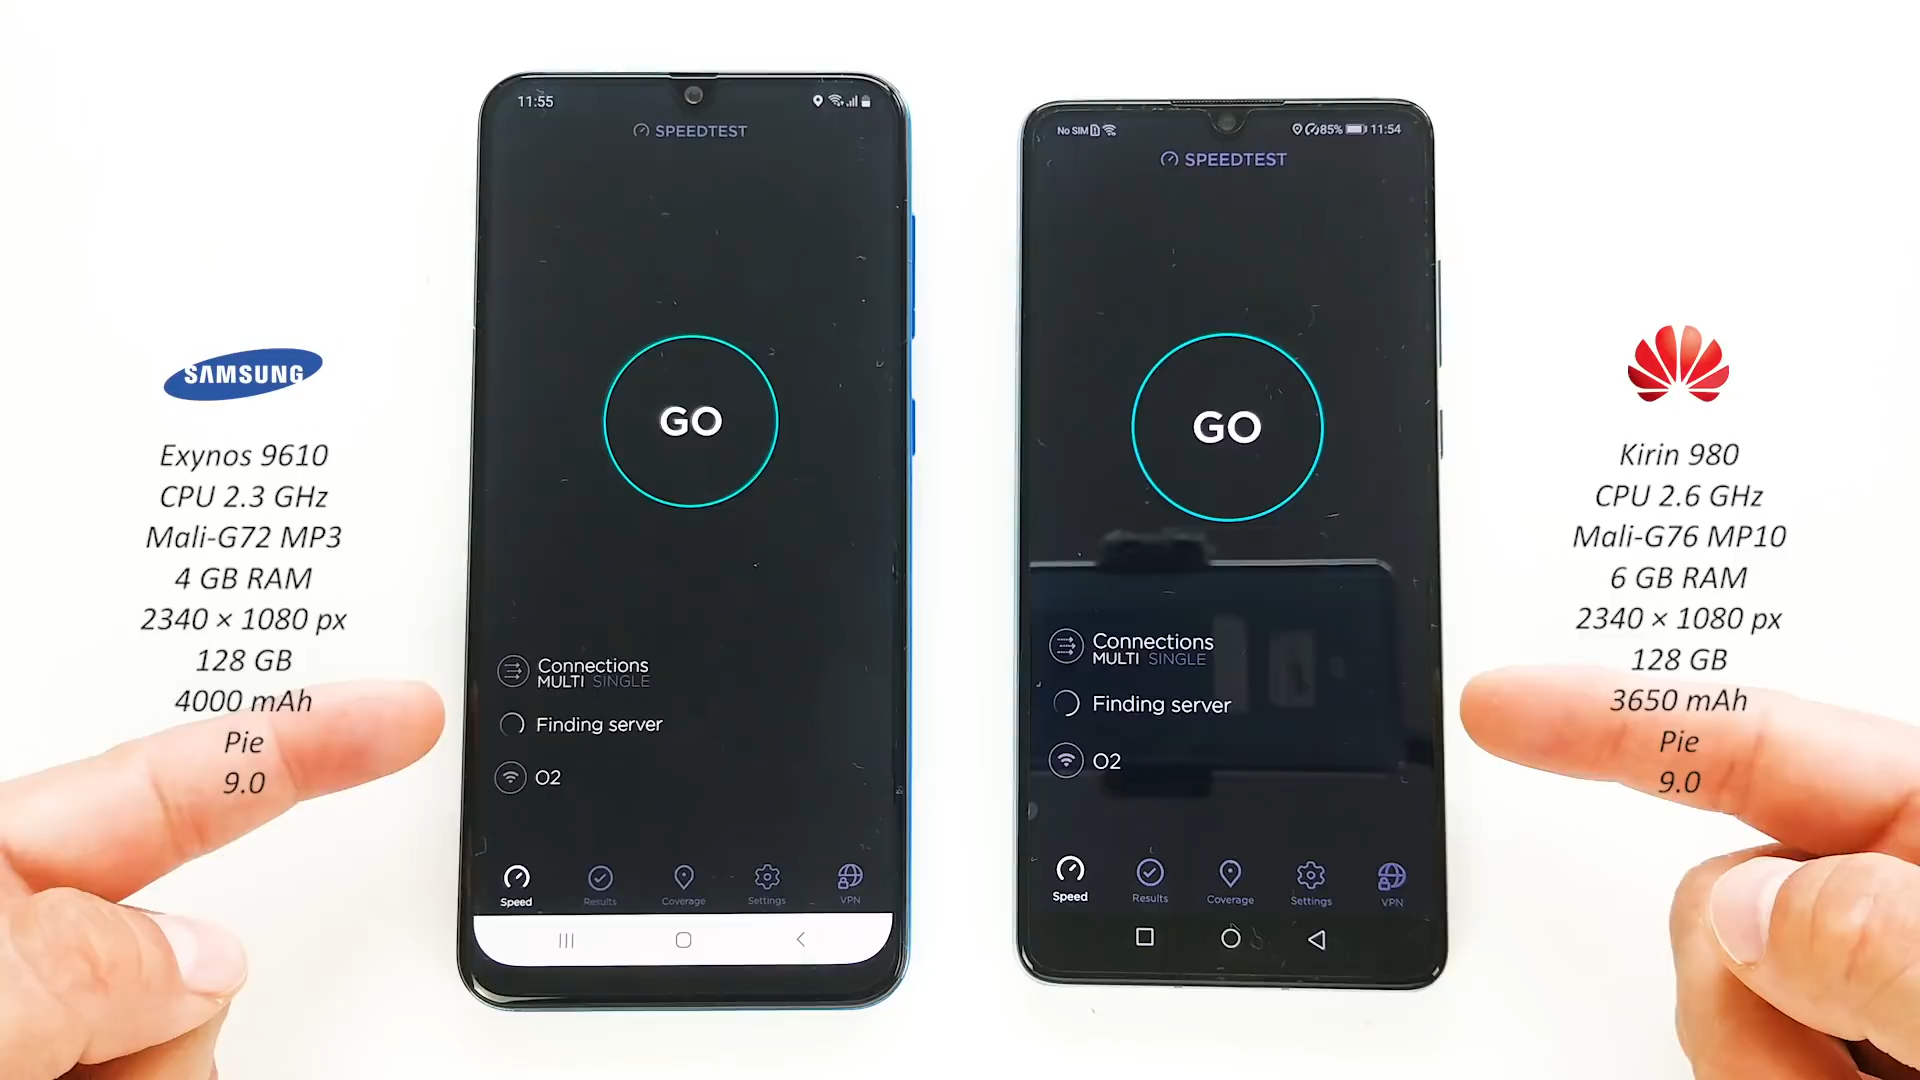 SAMSUNG
Exynos 9610
CPU 2.3 GHz
Mali-G72 MP3
4 GB RAM
2340 × 1080 px
128 GB
4000 mAh
Pie
9.0
11:55
SPEEDTEST
GO
Connections
MULTI SINGLE
Finding server
O2
Speed Results Coverage Settings VPN
No SIM 85% 11:54
SPEEDTEST
GO
Connections
MULTI SINGLE
Finding server
O2
Speed Results Coverage Settings VPN
Kirin 980
CPU 2.6 GHz
Mali-G76 MP10
6 GB RAM
2340 × 1080 px
128 GB
3650 mAh
Pie
9.0